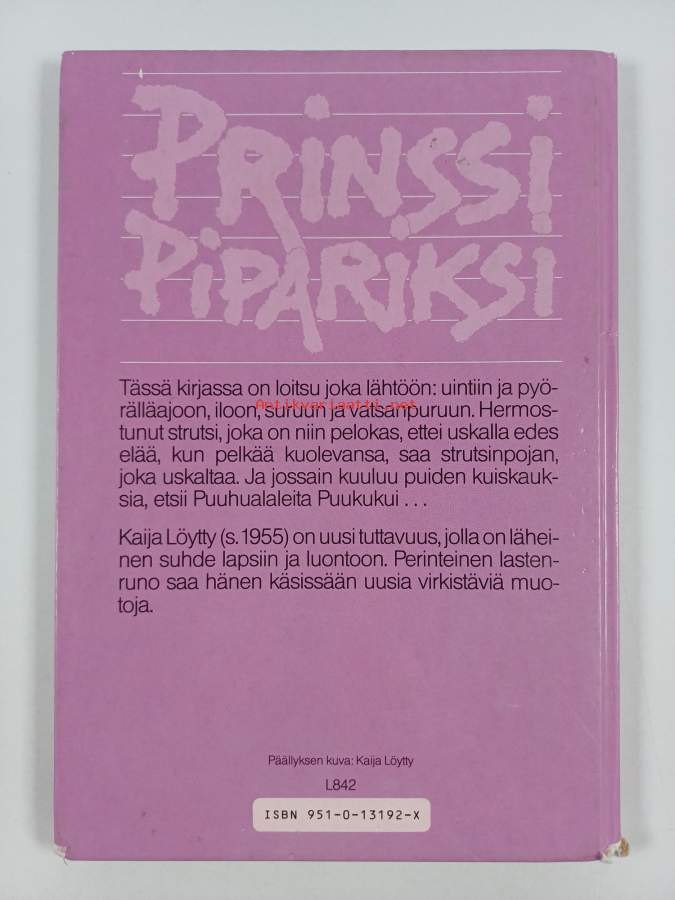 PRINSSI
PIPARIKSI
Tässä kirjassa on loitsu joka lähtöön: uintiin ja pyö-
rälläajoon, iloon, suruun ja vatsanpuruun. Hermos-
Antikvariaatti.net
tunut strutsi, joka on niin pelokas, ettei uskalla edes
elää, kun pelkää kuolevansa, saa strutsinpojan,
joka uskaltaa. Ja jossain kuuluu puiden kuiskauk-
sia, etsii Puuhualaleita Puukukui . . .
Kaija Löytty (s. 1955) on uusi tuttavuus, jolla on lähei-
nen suhde lapsiin ja luontoon. Perinteinen lasten-
runo saa hänen käsissään uusia virkistäviä muo-
toja.
Päällyksen kuva: Kaija Löytty
L842
ISBN 951-0-13192-X